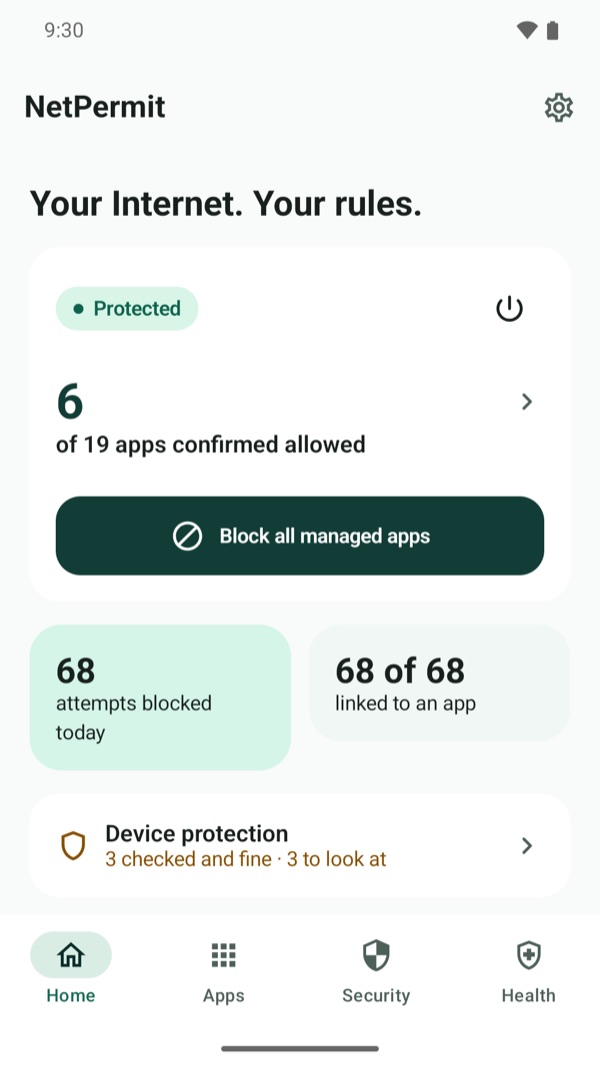 9:30
NetPermit
Your Internet. Your rules.
Protected
6
of 19 apps confirmed allowed
Block all managed apps
68
attempts blocked
today
68 of 68
linked to an app
Device protection
3 checked and fine · 3 to look at
Home
Apps
Security
Health